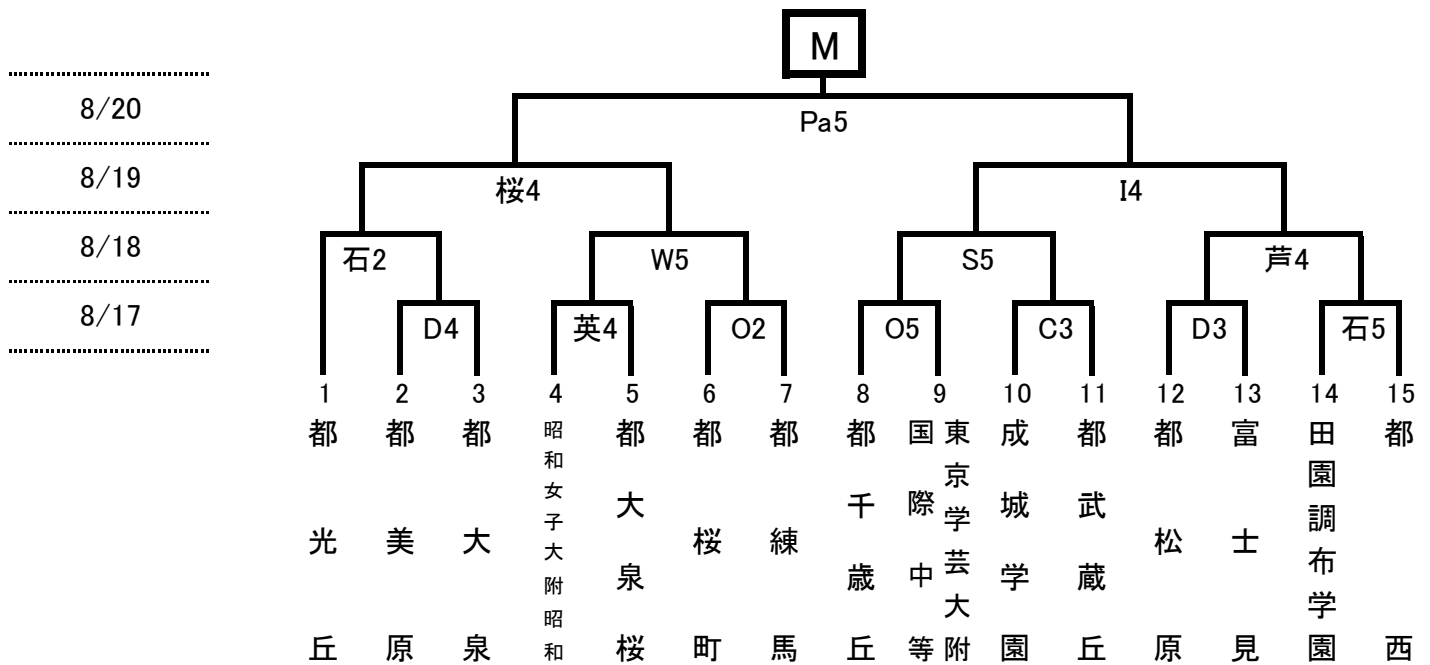 M
8/20
Pa5
8/19
桜4
I4
8/18
石2
W5
S5
芦4
8/17
D4
英4
O2
O5
C3
D3
石5
1 2 3 4 5 6 7 8 9 10 11 12 13 14 15
都光丘
都美原
都大泉
昭和女子大附昭和
都大泉桜
都桜町
都練馬
都千歳丘
東京学芸大附
国際中等
成城学園
都武蔵丘
都松原
富士見
田園調布学園
都西